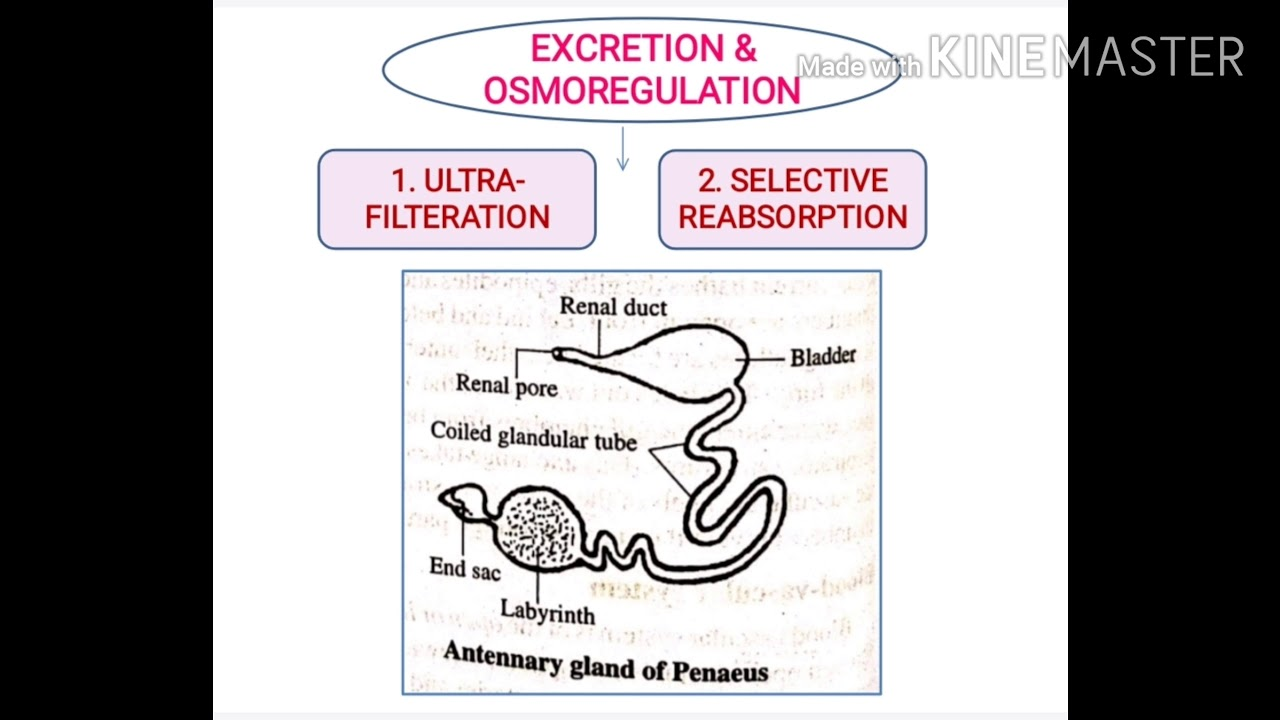 EXCRETION &
OSMOREGULATION
Made with KINEMASTER
1. ULTRA-
FILTERATION
2. SELECTIVE
REABSORPTION
Renal duct
Bladder
Renal pore
Coiled glandular tube
End sac
Labyrinth
Antennary gland of Penaeus